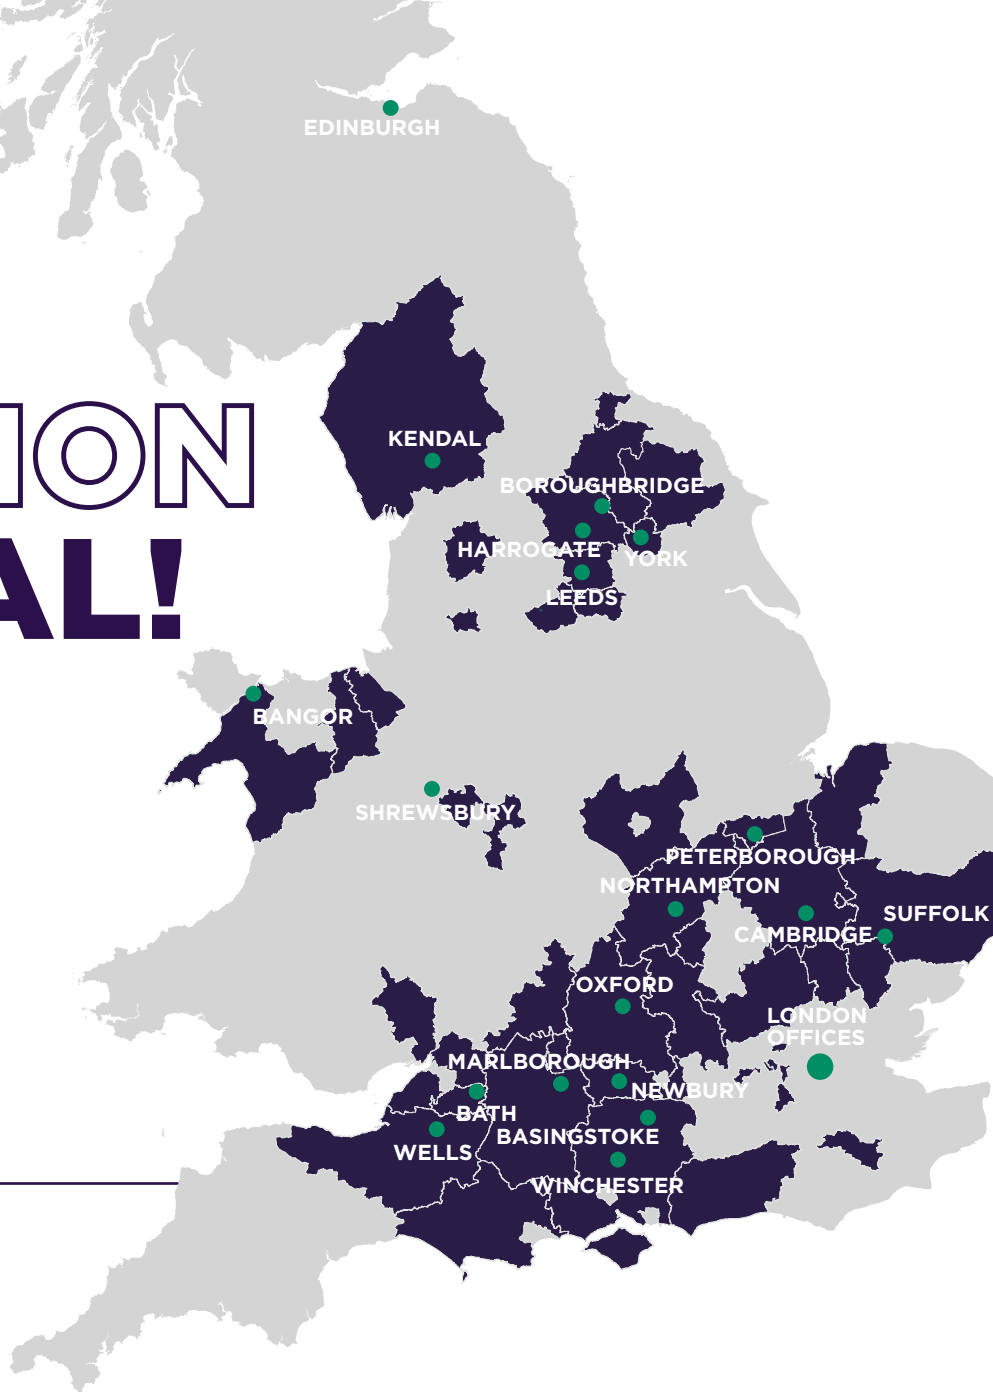 EDINBURGH
ION
KENDAL
BOROUGHBRIDGE
HARROGATE
YORK
AL!
LEEDS
BANGOR
SHREWSBURY
PETERBOROUGH
NORTHAMPTON
SUFFOLK
CAMBRIDGE
OXFORD
LONDON
OFFICES
MARLBOROUGH
NEWBURY
BATH
BASINGSTOKE
WELLS
WINCHESTER